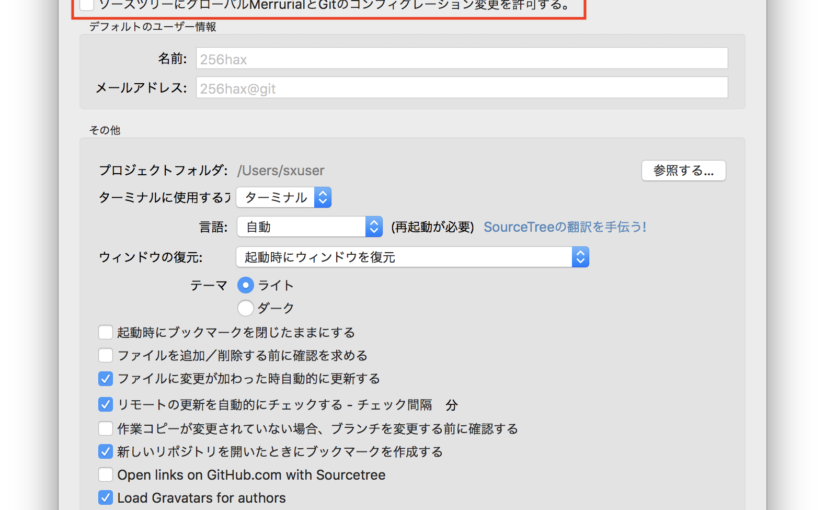 ソースツリーにグローバルMerrurialとGitのコンフィグレーション変更を許可する。
デフォルトのユーザー情報
名前: 256hax
メールアドレス: 256hax@git
その他
プロジェクトフォルダ: /Users/sxuser 参照する...
ターミナルに使用するア ターミナル
言語: 自動 (再起動が必要) SourceTreeの翻訳を手伝う!
ウィンドウの復元: 起動時にウィンドウを復元
テーマ ライト
ダーク
起動時にブックマークを閉じたままにする
ファイルを追加／削除する前に確認を求める
ファイルに変更が加わった時自動的に更新する
リモートの更新を自動的にチェックする - チェック間隔 分
作業コピーが変更されていない場合、ブランチを変更する前に確認する
新しいリポジトリを開いたときにブックマークを作成する
Open links on GitHub.com with Sourcetree
Load Gravatars for authors